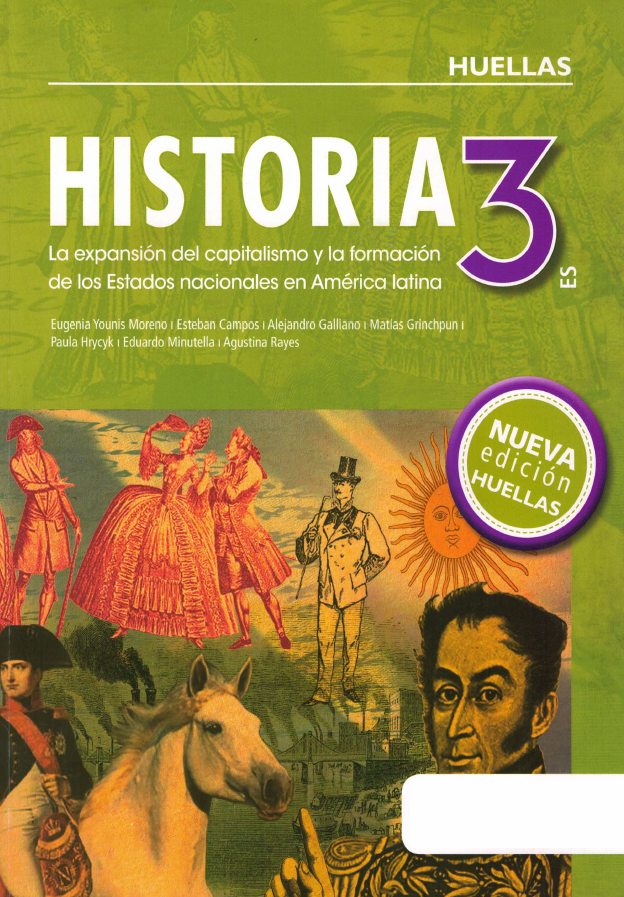 HUELLAS
HISTORIA 3
ES
La expansión del capitalismo y la formación
de los Estados nacionales en América latina
Eugenia Younis Moreno ı Esteban Campos ı Alejandro Galliano ı Matías Grinchpun ı
Paula Hrycyk ı Eduardo Minutella ı Agustina Rayes
NUEVA
edición
HUELLAS
N